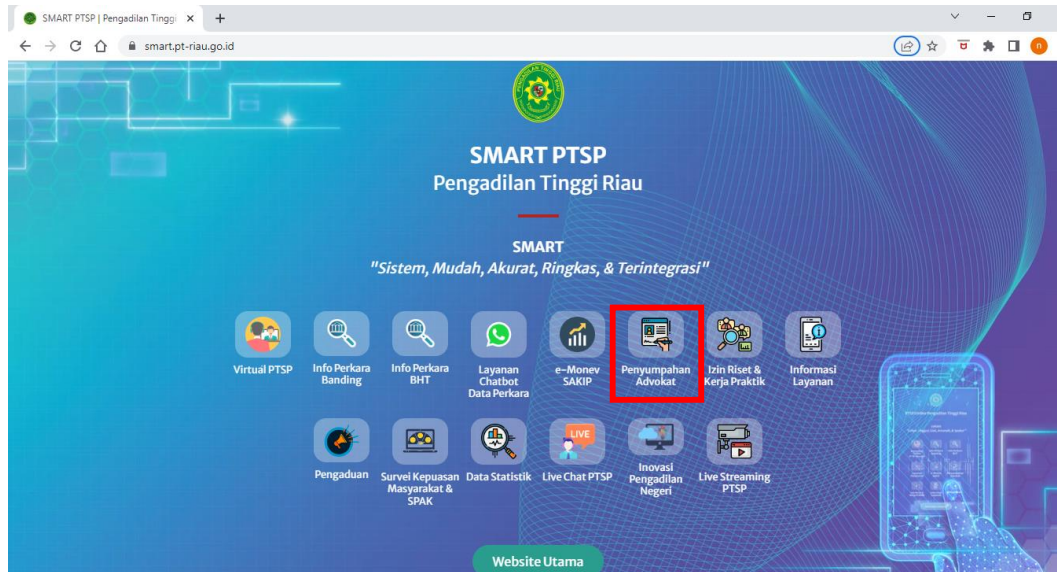 SMART PTSP | Pengadilan Tinggi
smart.pt-riau.go.id
n
SMART PTSP
Pengadilan Tinggi Riau
SMART
"Sistem, Mudah, Akurat, Ringkas, & Terintegrasi"
Virtual PTSP
Info Perkara
Banding
Info Perkara
BHT
Layanan
Chatbot
Data Perkara
e-Monev
SAKIP
Penyumpahan
Advokat
Izin Riset &
Kerja Praktik
Informasi
Layanan
Pengaduan
Survei Kepuasan
Masyarakat &
SPAK
Data Statistik
LIVE
Live Chat PTSP
Inovasi
Pengadilan
Negeri
Live Streaming
PTSP
Website Utama